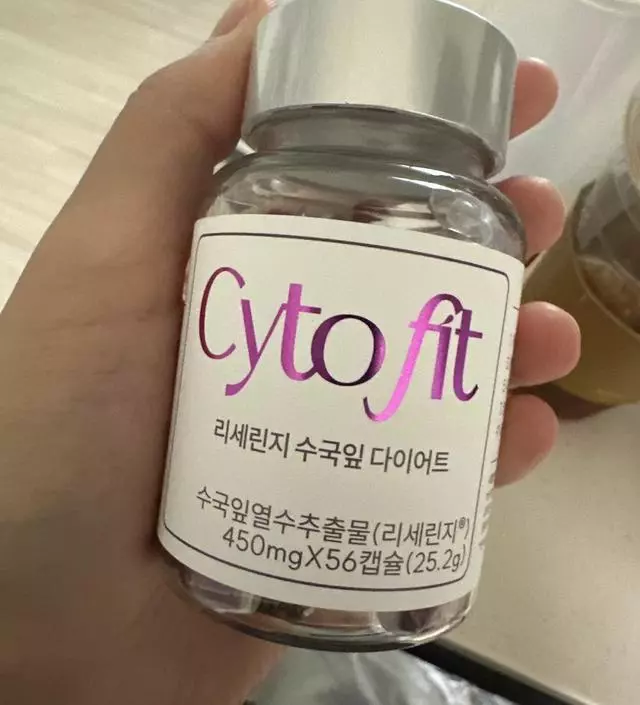 Cyto fit
리세린지 수국잎 다이어트
수국잎열수추출물(리세린지®)
450mgX56캡슐(25.2g)